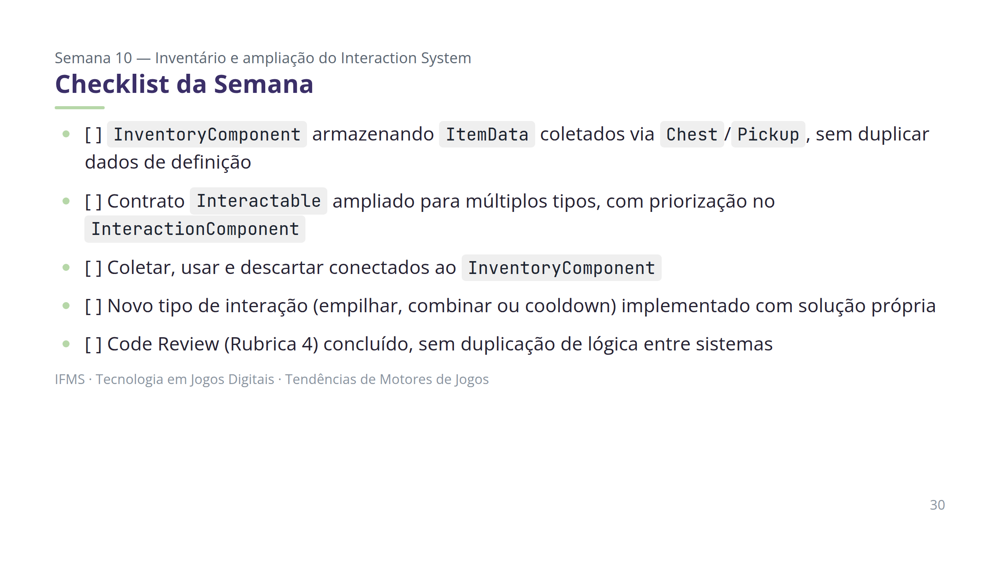 Semana 10 — Inventário e ampliação do Interaction System
Checklist da Semana
[ ] InventoryComponent armazenando ItemData coletados via Chest/Pickup, sem duplicar
dados de definição
[ ] Contrato Interactable ampliado para múltiplos tipos, com priorização no
InteractionComponent
[ ] Coletar, usar e descartar conectados ao InventoryComponent
[ ] Novo tipo de interação (empilhar, combinar ou cooldown) implementado com solução própria
[ ] Code Review (Rubrica 4) concluído, sem duplicação de lógica entre sistemas
IFMS · Tecnologia em Jogos Digitais · Tendências de Motores de Jogos
30